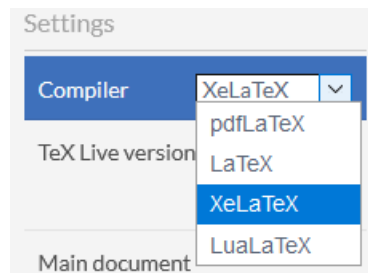 Settings
Compiler XeLaTeX
pdfLaTeX
TeX Live version
LaTeX
XeLaTeX
LuaLaTeX
Main document